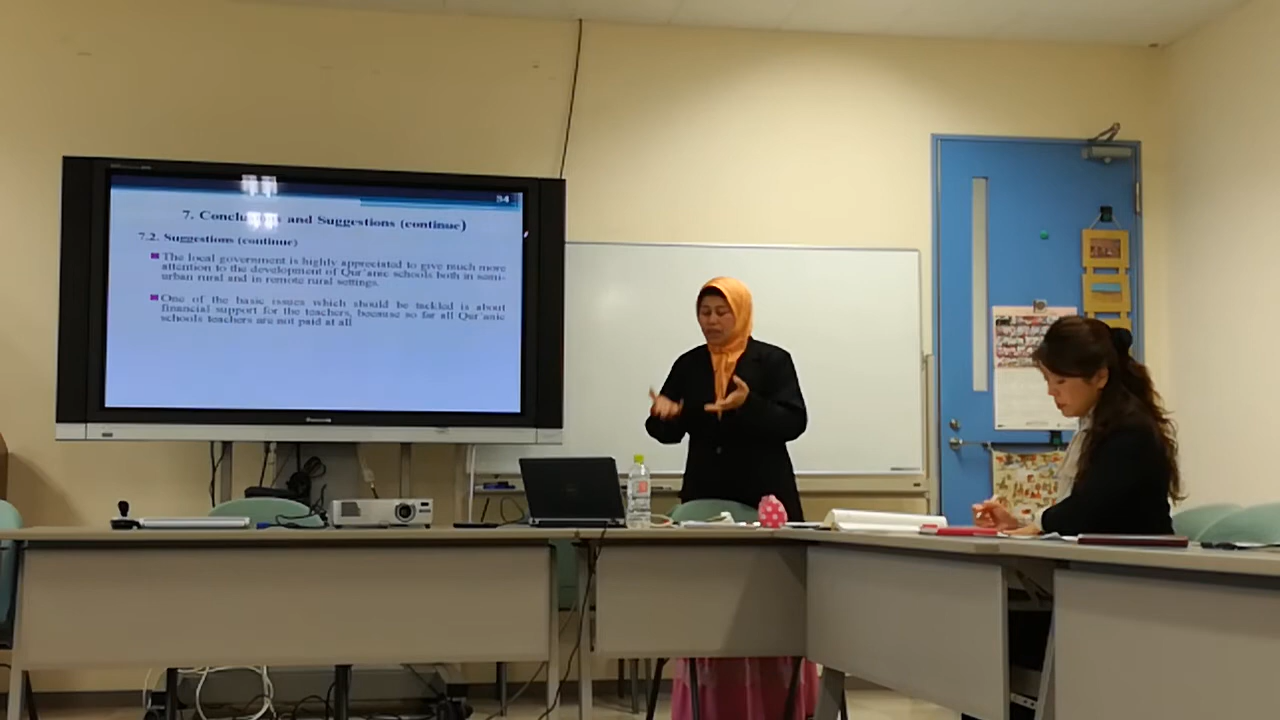 34
7. Conclusions and Suggestions (continue)
7.2. Suggestions (continue)
The local government is highly appreciated to give much more
attention to the development of Qur'anic schools both in semi-
urban rural and in remote rural settings.
One of the basic issues which should be tackled is about
financial support for the teachers, because so far all Qur'anic
schools teachers are not paid at all
Panasonic